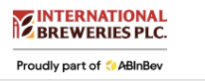 INTERNATIONAL
BREWERIES PLC.
Proudly part of ABInBev